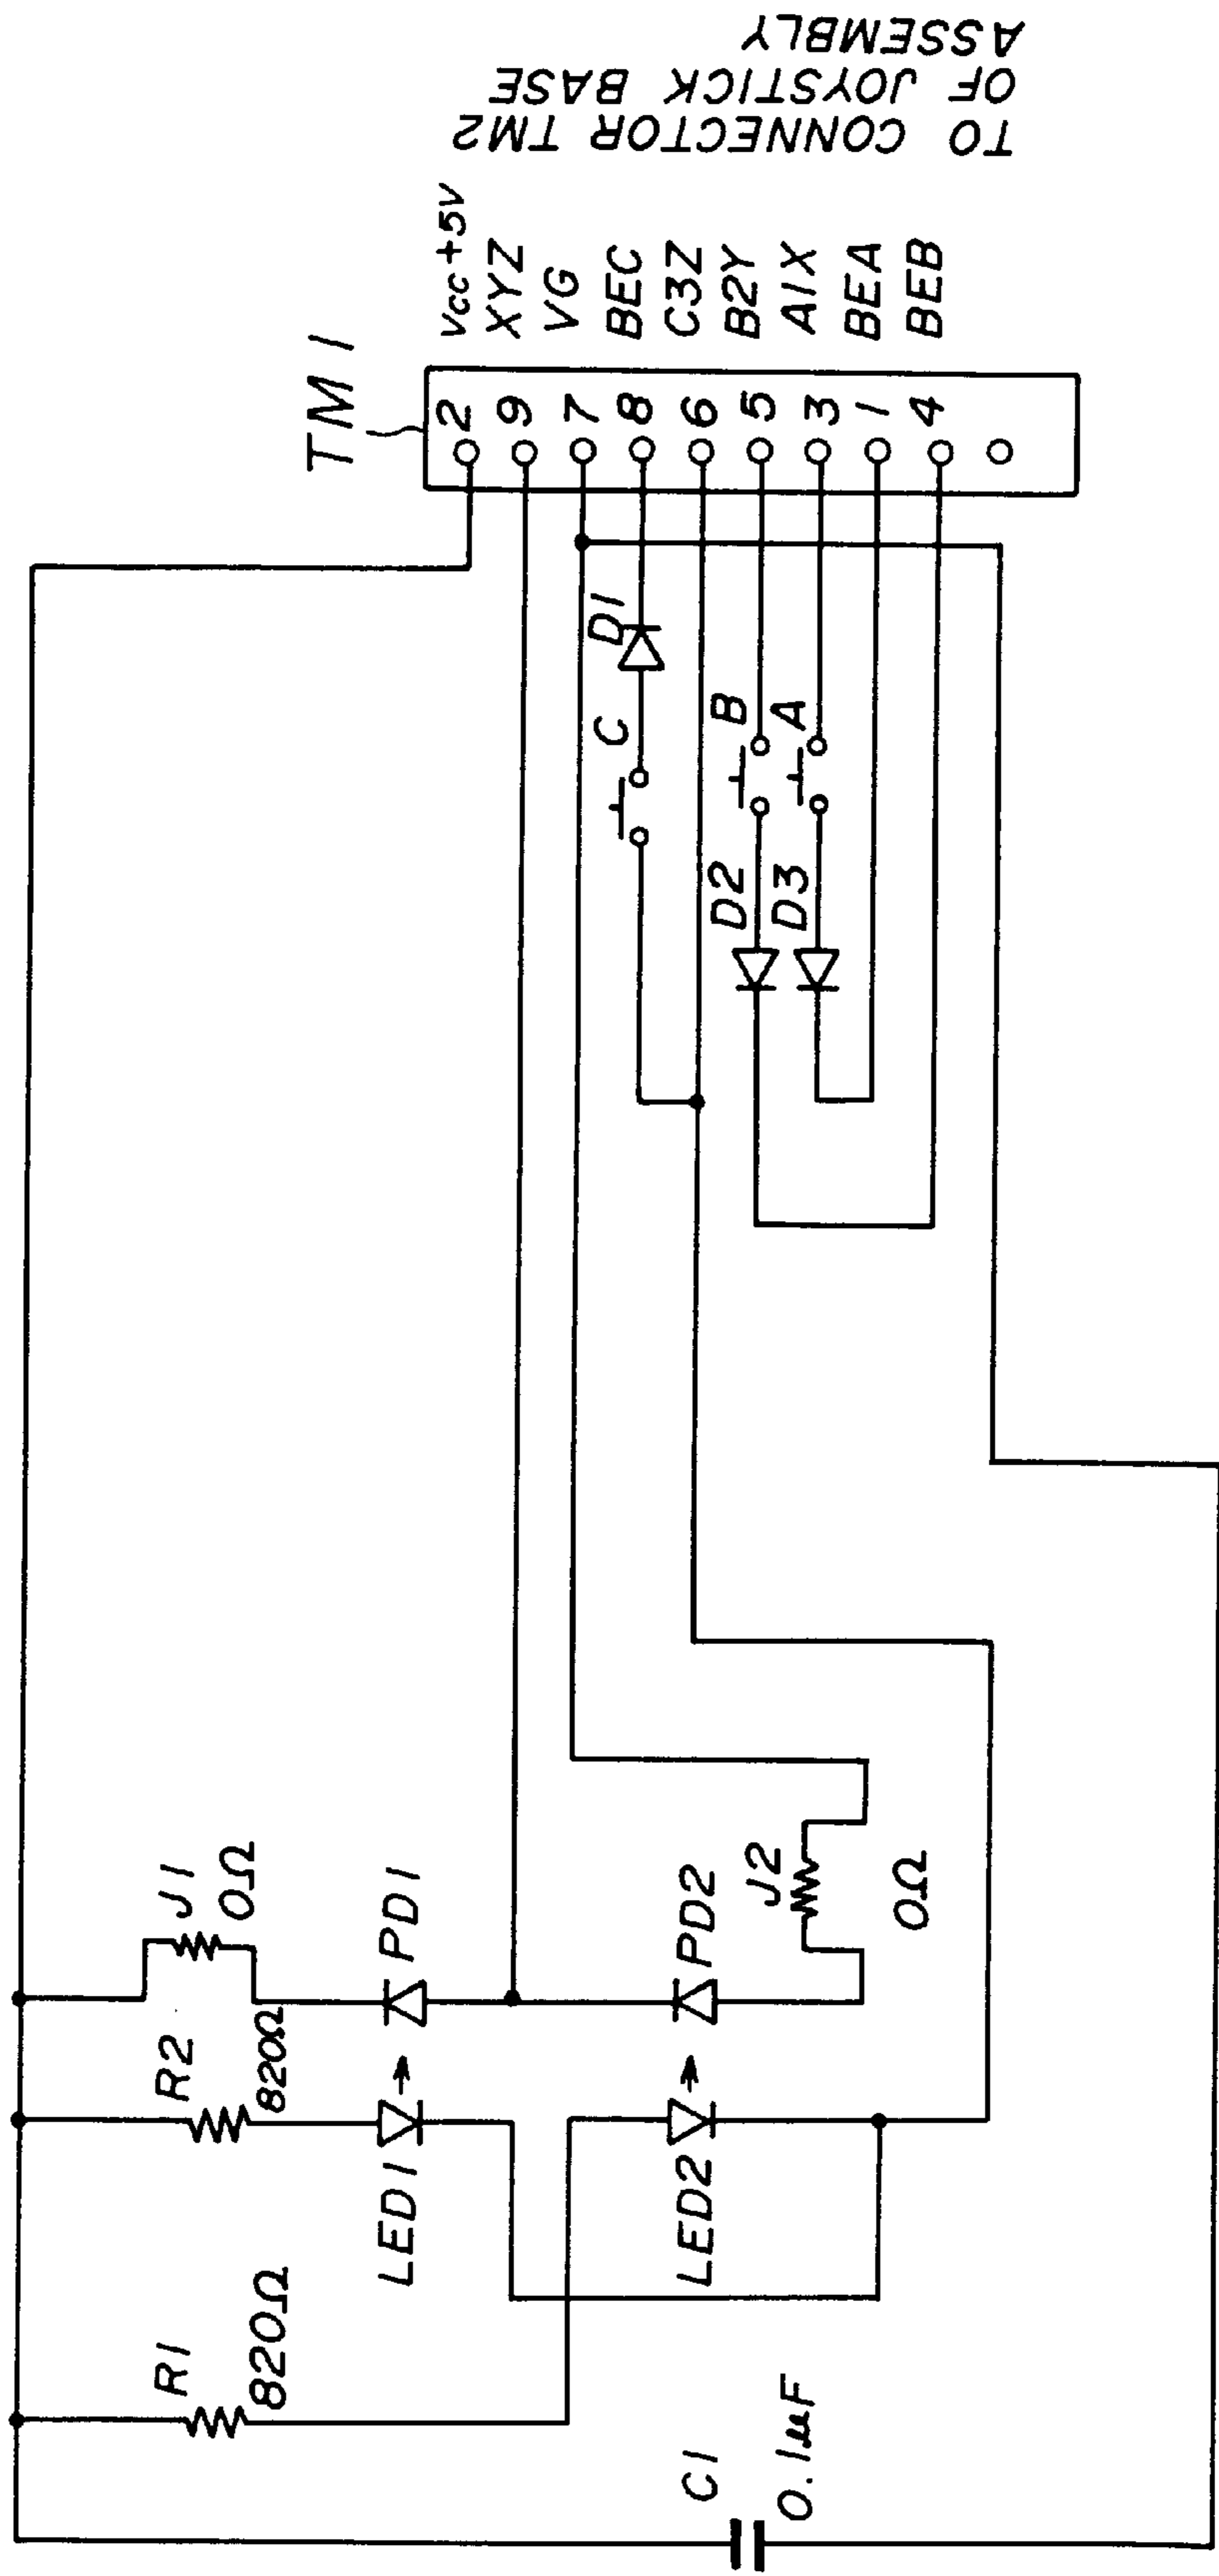 TO CONNECTOR TM2
OF JOYSTICK BASE
ASSEMBLY
TM1
2 Vcc+5V
9 XYZ
7 VG
8 BEC
6 C3Z
5 B2Y
3 A1X
1 BEA
4 BEB
D1
C
B
A
D2
D3
J1
0Ω
R2
820Ω
PD1
LED1
PD2
J2
0Ω
LED2
R1
820Ω
C1
0.1µF